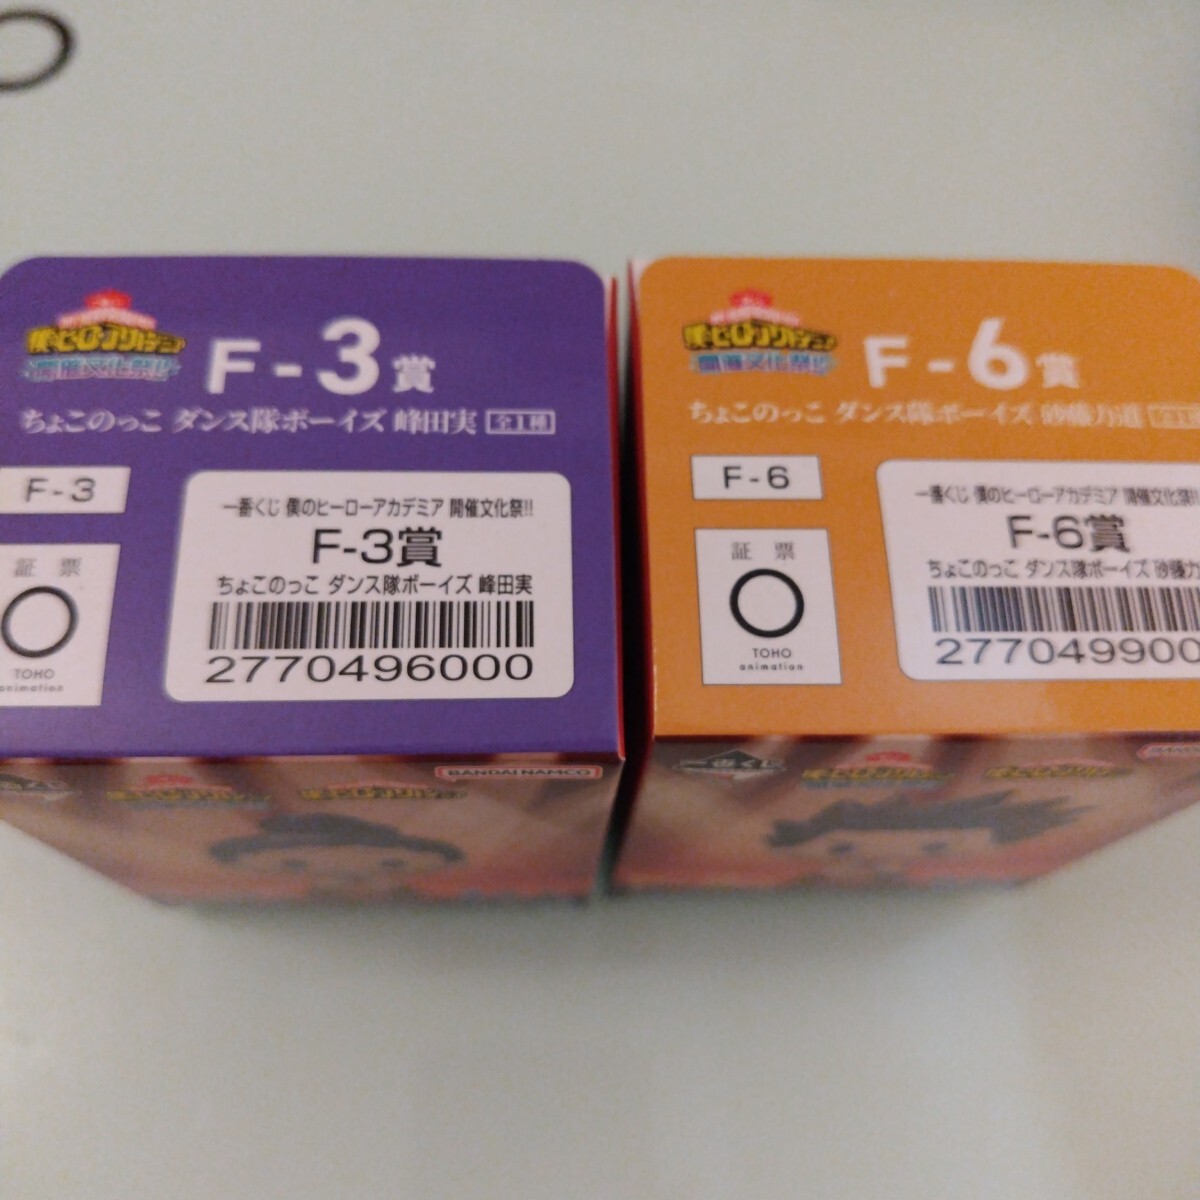 僕のヒーローアカデミア
開催文化祭!!
F-3賞
ちょこのっこ ダンス隊ボーイズ 峰田実 全1種
F-3
証票
TOHO
animation
一番くじ 僕のヒーローアカデミア 開催文化祭!!
F-3賞
ちょこのっこ ダンス隊ボーイズ 峰田実
2770496000
BANDAI NAMCO
僕のヒーローアカデミア
開催文化祭!!
F-6賞
ちょこのっこ ダンス隊ボーイズ 砂藤力道
F-6
証票
TOHO
animation
一番くじ 僕のヒーローアカデミア 開催文化祭!!
F-6賞
ちょこのっこ ダンス隊ボーイズ 砂藤力
277049900
一番くじ